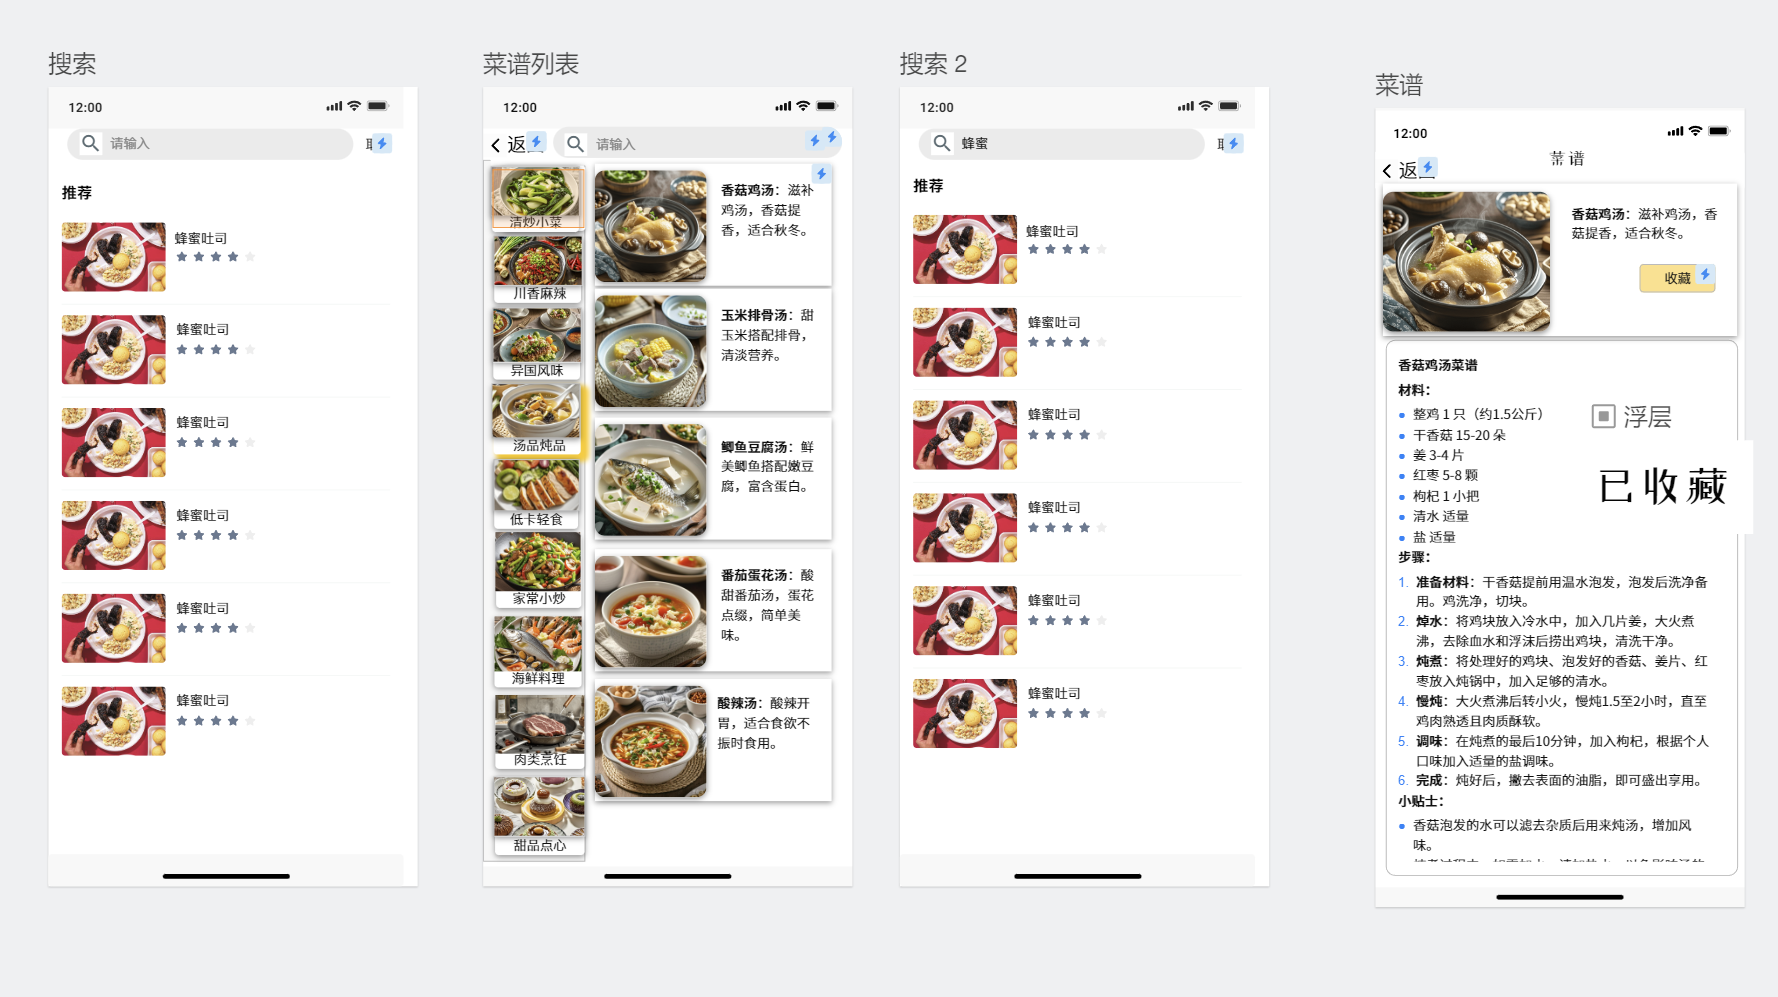 搜索
12:00
请输入
推荐
蜂蜜吐司
蜂蜜吐司
蜂蜜吐司
蜂蜜吐司
蜂蜜吐司
蜂蜜吐司
菜谱列表
12:00
返
请输入
清炒小菜
川香麻辣
异国风味
汤品炖品
低卡轻食
家常小炒
海鲜料理
肉类烹饪
甜品点心
香菇鸡汤：滋补
鸡汤，香菇提
香，适合秋冬。
玉米排骨汤：甜
玉米搭配排骨，
清淡营养。
鲫鱼豆腐汤：鲜
美鲫鱼搭配嫩豆
腐，富含蛋白。
番茄蛋花汤：酸
甜番茄汤，蛋花
点缀，简单美
味。
酸辣汤：酸辣开
胃，适合食欲不
振时食用。
搜索 2
12:00
蜂蜜
推荐
蜂蜜吐司
蜂蜜吐司
蜂蜜吐司
蜂蜜吐司
蜂蜜吐司
蜂蜜吐司
菜谱
12:00
菜谱
返
香菇鸡汤：滋补鸡汤，香
菇提香，适合秋冬。
收藏
香菇鸡汤菜谱
材料：
整鸡 1 只（约1.5公斤）
干香菇 15-20 朵
姜 3-4 片
红枣 5-8 颗
枸杞 1 小把
清水 适量
盐 适量
浮层
已收藏
步骤：
1. 准备材料：干香菇提前用温水泡发，泡发后洗净备
用。鸡洗净，切块。
2. 焯水：将鸡块放入冷水中，加入几片姜，大火煮
沸，去除血水和浮沫后捞出鸡块，清洗干净。
3. 炖煮：将处理好的鸡块、泡发好的香菇、姜片、红
枣放入炖锅中，加入足够的清水。
4. 慢炖：大火煮沸后转小火，慢炖1.5至2小时，直至
鸡肉熟透且肉质酥软。
5. 调味：在炖煮的最后10分钟，加入枸杞，根据个人
口味加入适量的盐调味。
6. 完成：炖好后，撇去表面的油脂，即可盛出享用。
小贴士：
香菇泡发的水可以滤去杂质后用来炖汤，增加风
味。